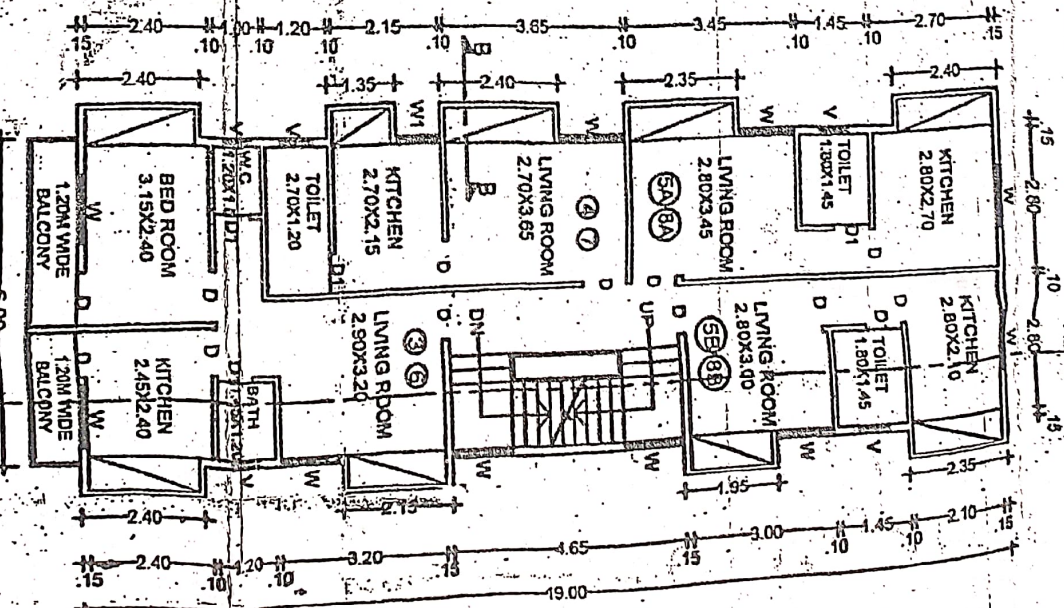 2.40
1.00
1.20
2.15
3.65
3.45
1.45
2.70
.15
.10
.10
.10
.10
.10
.10
.10
.15
2.40
1.35
2.40
2.35
2.40
B
B
W1
W
W
V
V
V
1.20M WIDE
BALCONY
W
BED ROOM
3.15X2.40
W.C
D1
TOILET
2.70X1.20
KITCHEN
2.70X2.15
D1
LIVING ROOM
2.70X3.65
4
7
5A
8A
LIVING ROOM
2.80X3.45
TOILET
1.80X1.45
D1
D
KITCHEN
2.80X2.70
W
.15
2.80
.10
2.80
.15
D
D
D
D
D
D
D
D
D
1.20M WIDE
BALCONY
W
KITCHEN
2.45X2.40
D
BATH
LIVING ROOM
2.90X3.20
3
6
DN
UP
5B
8B
LIVING ROOM
2.80X3.00
D1
TOILET
1.80X1.45
KITCHEN
W
V
W
W
W
W
V
2.40
2.15
1.95
2.35
2.40
1.20
3.20
4.65
3.00
1.45
2.10
.15
.10
.10
.15
.15
.10
.10
.15
19.00